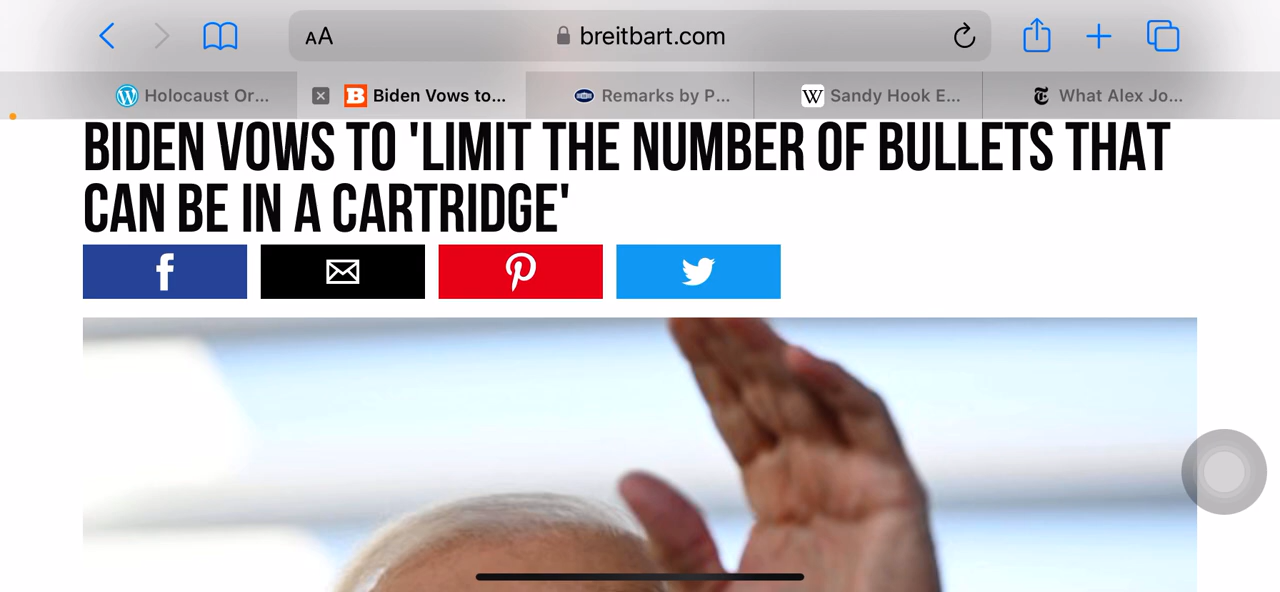 AA
breitbart.com
Holocaust Or...
Biden Vows to...
Remarks by P...
Sandy Hook E...
What Alex Jo...
BIDEN VOWS TO 'LIMIT THE NUMBER OF BULLETS THAT
CAN BE IN A CARTRIDGE'